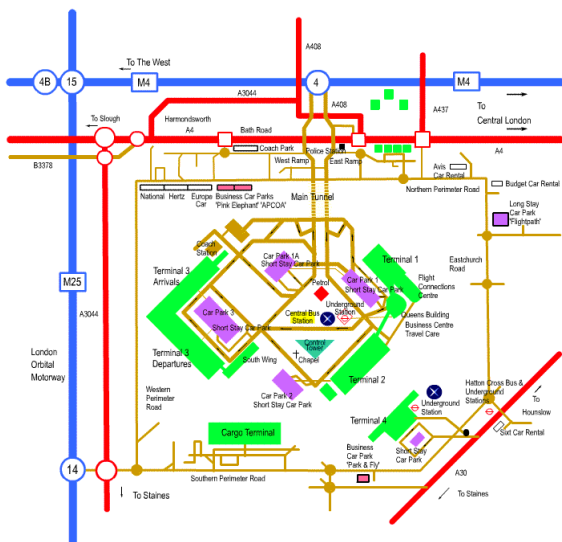 A408
To The West
4B
15
M4
4
M4
A3044
A408
A437
To
Central London
To Slough
Harmondsworth
A4
Bath Road
Police Station
A4
Coach Park
B3378
West Ramp
East Ramp
Avis
Car Rental
Budget Car Rental
Northern Perimeter Road
National
Hertz
Europe
Car
Business Car Parks
'Pink Elephant' 'APCOA'
Main Tunnel
Long Stay
Car Park
'Flightpath'
Coach
Station
Car Park 1A
Short Stay Car Park
Terminal 1
Eastchurch
Road
Terminal 3
Arrivals
Petrol
Car Park 1
Short Stay Car Park
Flight
Connections
Centre
M25
A3044
Car Park 3
Short Stay Car Park
Central Bus
Station
Underground
Station
Queens Building
Business Centre
Travel Care
Control
Tower
Chapel
London
Orbital
Motorway
Terminal 3
Departures
South Wing
Terminal 2
Western
Perimeter
Road
Car Park 2
Short Stay Car Park
Hatton Cross Bus &
Underground
Stations
To
Hounslow
Underground
Station
Terminal 4
Sixt Car Rental
Cargo Terminal
Business
Car Park
'Park & Fly'
Short Stay
Car Park
14
Southern Perimeter Road
A30
To Staines
To Staines